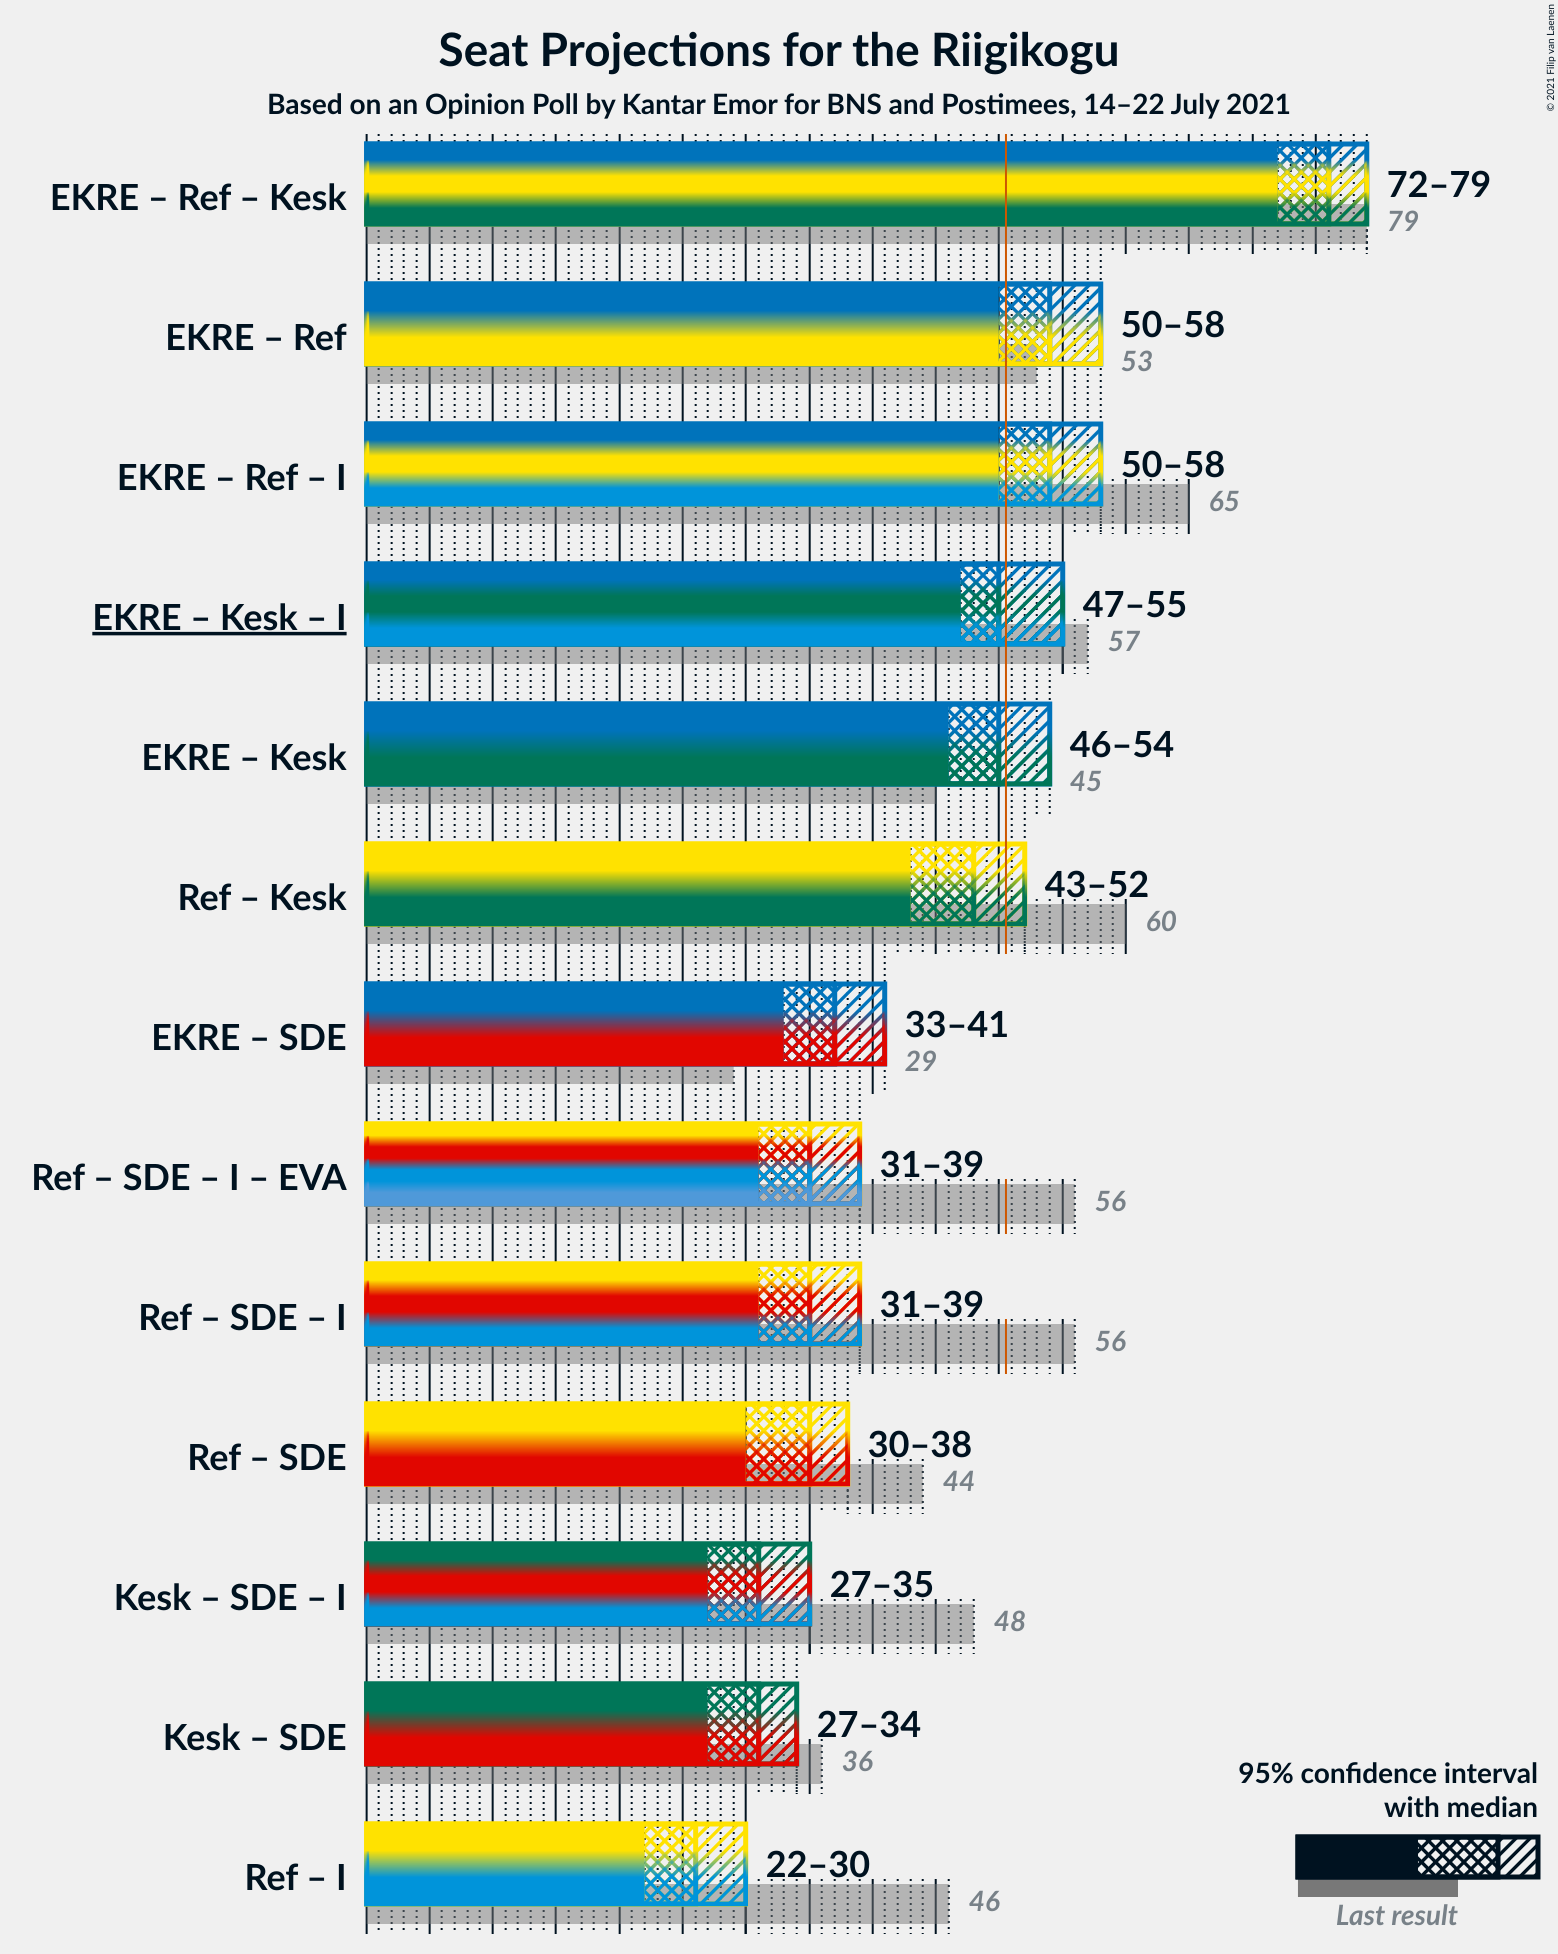 Seat Projections for the Riigikogu
Based on an Opinion Poll by Kantar Emor for BNS and Postimees, 14–22 July 2021
© 2021 Filip van Laenen
EKRE – Ref – Kesk
72–79
79
EKRE – Ref
50–58
53
EKRE – Ref – I
50–58
65
EKRE – Kesk – I
47–55
57
EKRE – Kesk
46–54
45
Ref – Kesk
43–52
60
EKRE – SDE
33–41
29
Ref – SDE – I – EVA
31–39
56
Ref – SDE – I
31–39
56
Ref – SDE
30–38
44
Kesk – SDE – I
27–35
48
Kesk – SDE
27–34
36
Ref – I
22–30
46
95% confidence interval
with median
Last result